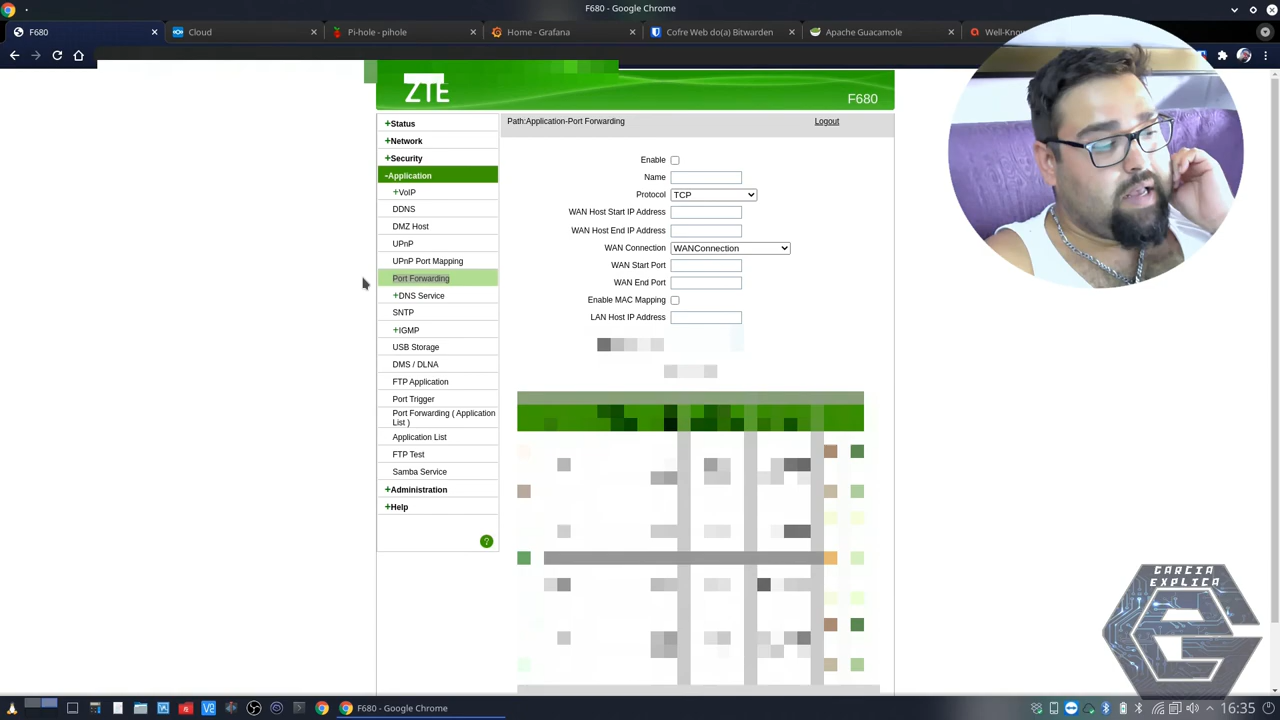 F680 - Google Chrome
F680
Cloud
Pi-hole - pihole
Home - Grafana
Cofre Web do(a) Bitwarden
Apache Guacamole
Well-Know
ZTE
F680
+Status
+Network
+Security
-Application
+VoIP
DDNS
DMZ Host
UPnP
UPnP Port Mapping
Port Forwarding
+DNS Service
SNTP
+IGMP
USB Storage
DMS / DLNA
FTP Application
Port Trigger
Port Forwarding ( Application
List )
Application List
FTP Test
Samba Service
+Administration
+Help
?
Path:Application-Port Forwarding
Logout
Enable
Name
Protocol TCP
WAN Host Start IP Address
WAN Host End IP Address
WAN Connection WANConnection
WAN Start Port
WAN End Port
Enable MAC Mapping
LAN Host IP Address
GARCIA
EXPLICA
F680 - Google Chrome
16:35